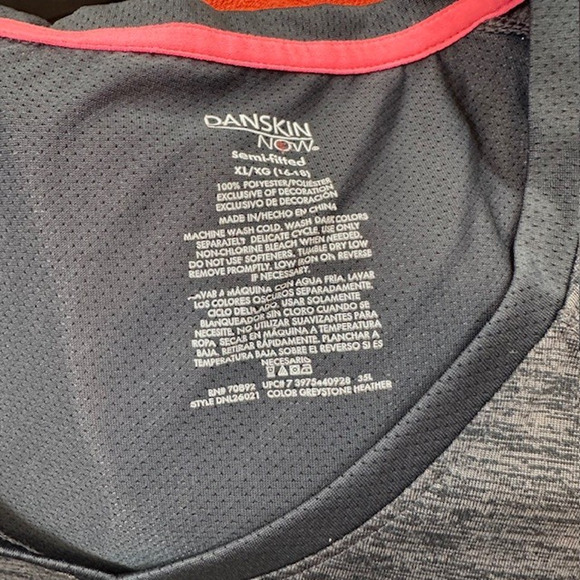 DANSKIN
NOW®
semi-fitted
XL/XG (16-18)
100% POLYESTER/POLIÉSTER
EXCLUSIVE OF DECORATION
EXCLUSIVO DE DECORACIÓN
MADE IN/HECHO EN CHINA
MACHINE WASH COLD. WASH DARK COLORS
SEPARATELY. DELICATE CYCLE. USE ONLY
NON-CHLORINE BLEACH WHEN NEEDED.
DO NOT USE SOFTENERS. TUMBLE DRY LOW
REMOVE PROMPTLY, LOW IRON ON REVERSE
IF NECESSARY.
LAVAR A MÁQUINA CON AGUA FRIA. LAVAR
LOS COLORES OSCUROS SEPARADAMENTE.
CICLO DELICADO. USAR SOLAMENTE
BLANQUEADOR SIN CLORO CUANDO SE
NECESITE. NO UTILIZAR SUAVIZANTES PARA
ROPA. SECAR EN MÁQUINA A TEMPERATURA
BAJA. RETIRAR RÁPIDAMENTE. PLANCHAR A
TEMPERATURA BAJA SOBRE EL REVERSO SI ES
NECESARIO.
RN# 70892 UPC# 7 3975440928 35L
STYLE DNL26021 COLOR GREYSTONE HEATHER